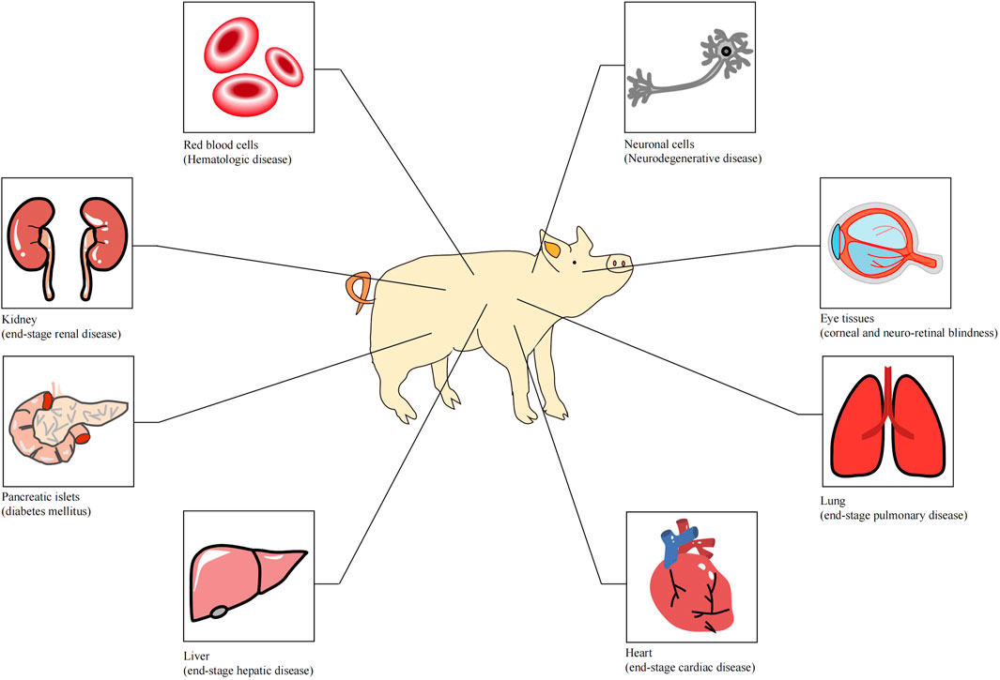 Red blood cells
(Hematologic disease)
Neuronal cells
(Neurodegenerative disease)
Kidney
(end-stage renal disease)
Eye tissues
(corneal and neuro-retinal blindness)
Pancreatic islets
(diabetes mellitus)
Lung
(end-stage pulmonary disease)
Liver
(end-stage hepatic disease)
Heart
(end-stage cardiac disease)